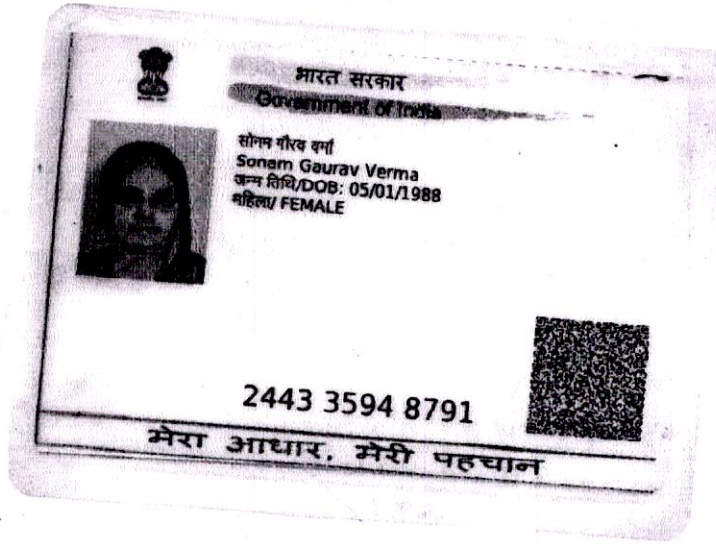 भारत सरकार
Government of India
सोनम गौरव वर्मा
Sonam Gaurav Verma
जन्म तिथि/DOB: 05/01/1988
महिला/ FEMALE
2443 3594 8791
मेरा आधार, मेरी पहचान